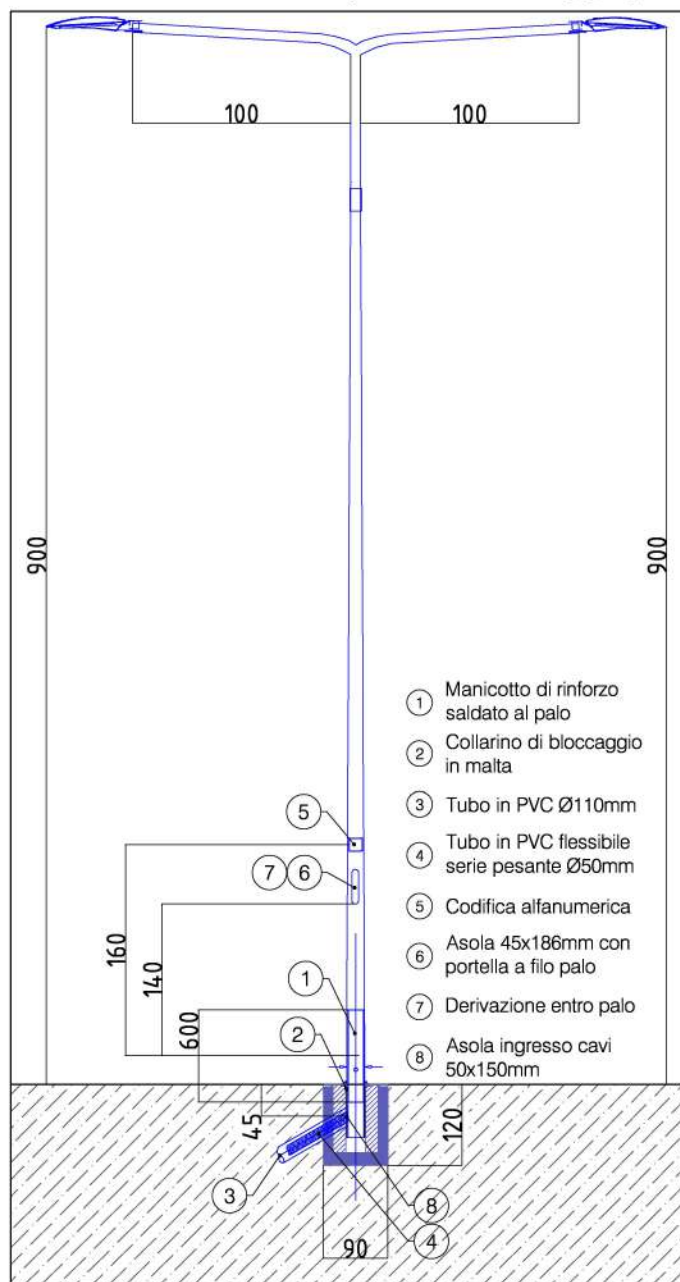 100
100
900
900
1 Manicotto di rinforzo
saldato al palo
2 Collarino di bloccaggio
in malta
3 Tubo in PVC Ø110mm
4 Tubo in PVC flessibile
serie pesante Ø50mm
5 Codifica alfanumerica
6 Asola 45x186mm con
portella a filo palo
7 Derivazione entro palo
8 Asola ingresso cavi
50x150mm
5
7 6
160
140
1
600
2
45
120
3
8
90
4